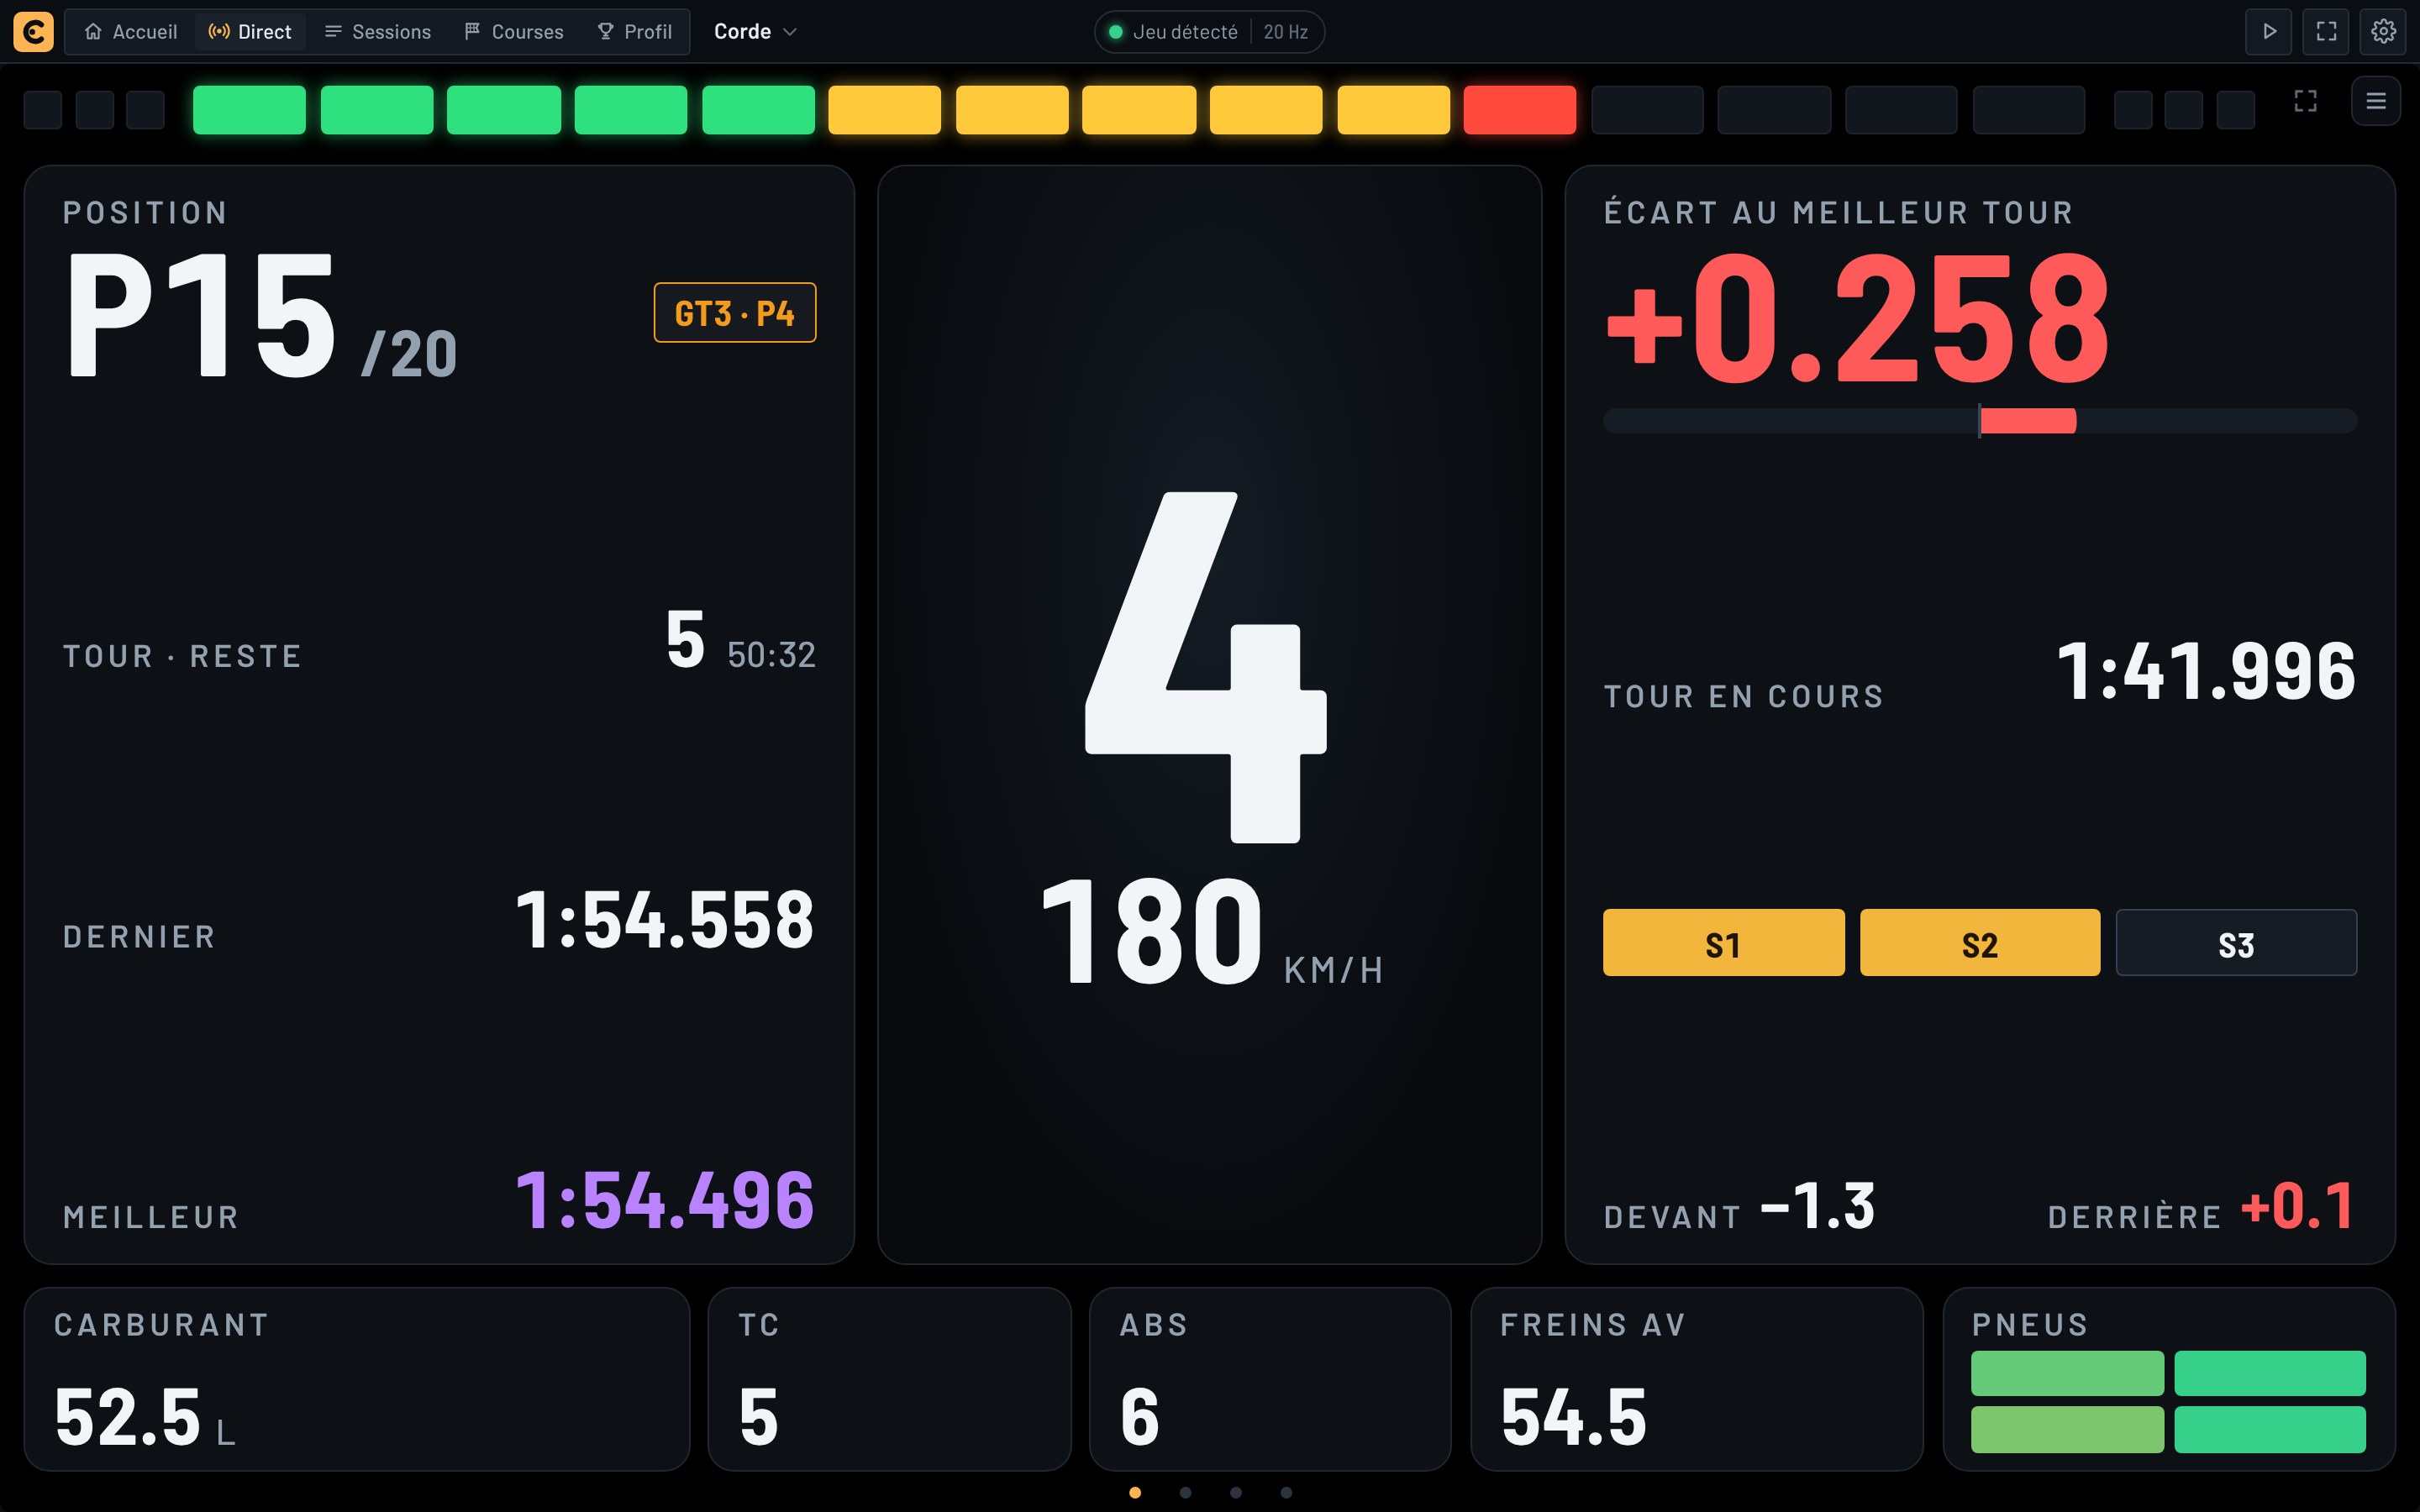 Accueil Direct Sessions Courses Profil Corde Jeu détecté 20 Hz
POSITION
P15 /20
GT3 · P4
TOUR · RESTE 5 50:32
DERNIER 1:54.558
MEILLEUR 1:54.496
4
180 KM/H
ÉCART AU MEILLEUR TOUR
+0.258
TOUR EN COURS 1:41.996
S1 S2 S3
DEVANT −1.3 DERRIÈRE +0.1
CARBURANT
52.5 L
TC
5
ABS
6
FREINS AV
54.5
PNEUS